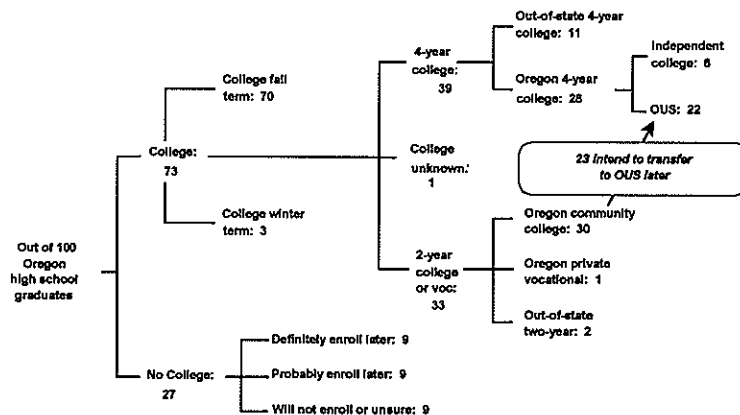 Out of 100
Oregon
high school
graduates
College:
73
College fall
term: 70
College winter
term: 3
4-year
college:
39
Out-of-state 4-year
college: 11
Oregon 4-year
college: 28
Independent
college: 6
OUS: 22
College
unknown:
1
23 intend to transfer
to OUS later
2-year
college
or voc:
33
Oregon community
college: 30
Oregon private
vocational: 1
Out-of-state
two-year: 2
No College:
27
Definitely enroll later: 9
Probably enroll later: 9
Will not enroll or unsure: 9